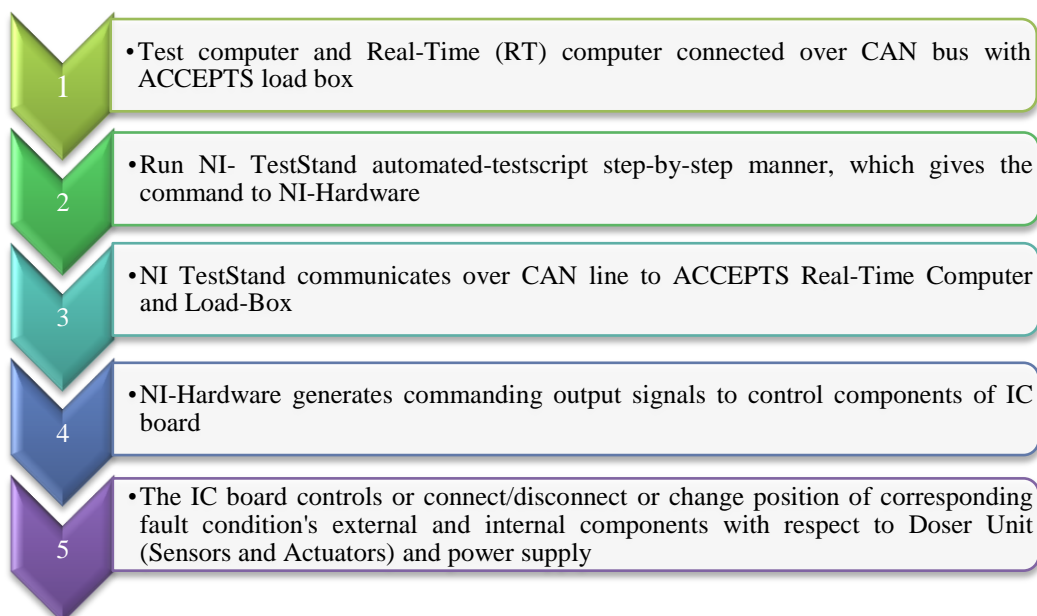 1
•Test computer and Real-Time (RT) computer connected over CAN bus with
ACCEPTS load box
2
•Run NI- TestStand automated-testscript step-by-step manner, which gives the
command to NI-Hardware
3
•NI TestStand communicates over CAN line to ACCEPTS Real-Time Computer
and Load-Box
4
•NI-Hardware generates commanding output signals to control components of IC
board
5
•The IC board controls or connect/disconnect or change position of corresponding
fault condition's external and internal components with respect to Doser Unit
(Sensors and Actuators) and power supply